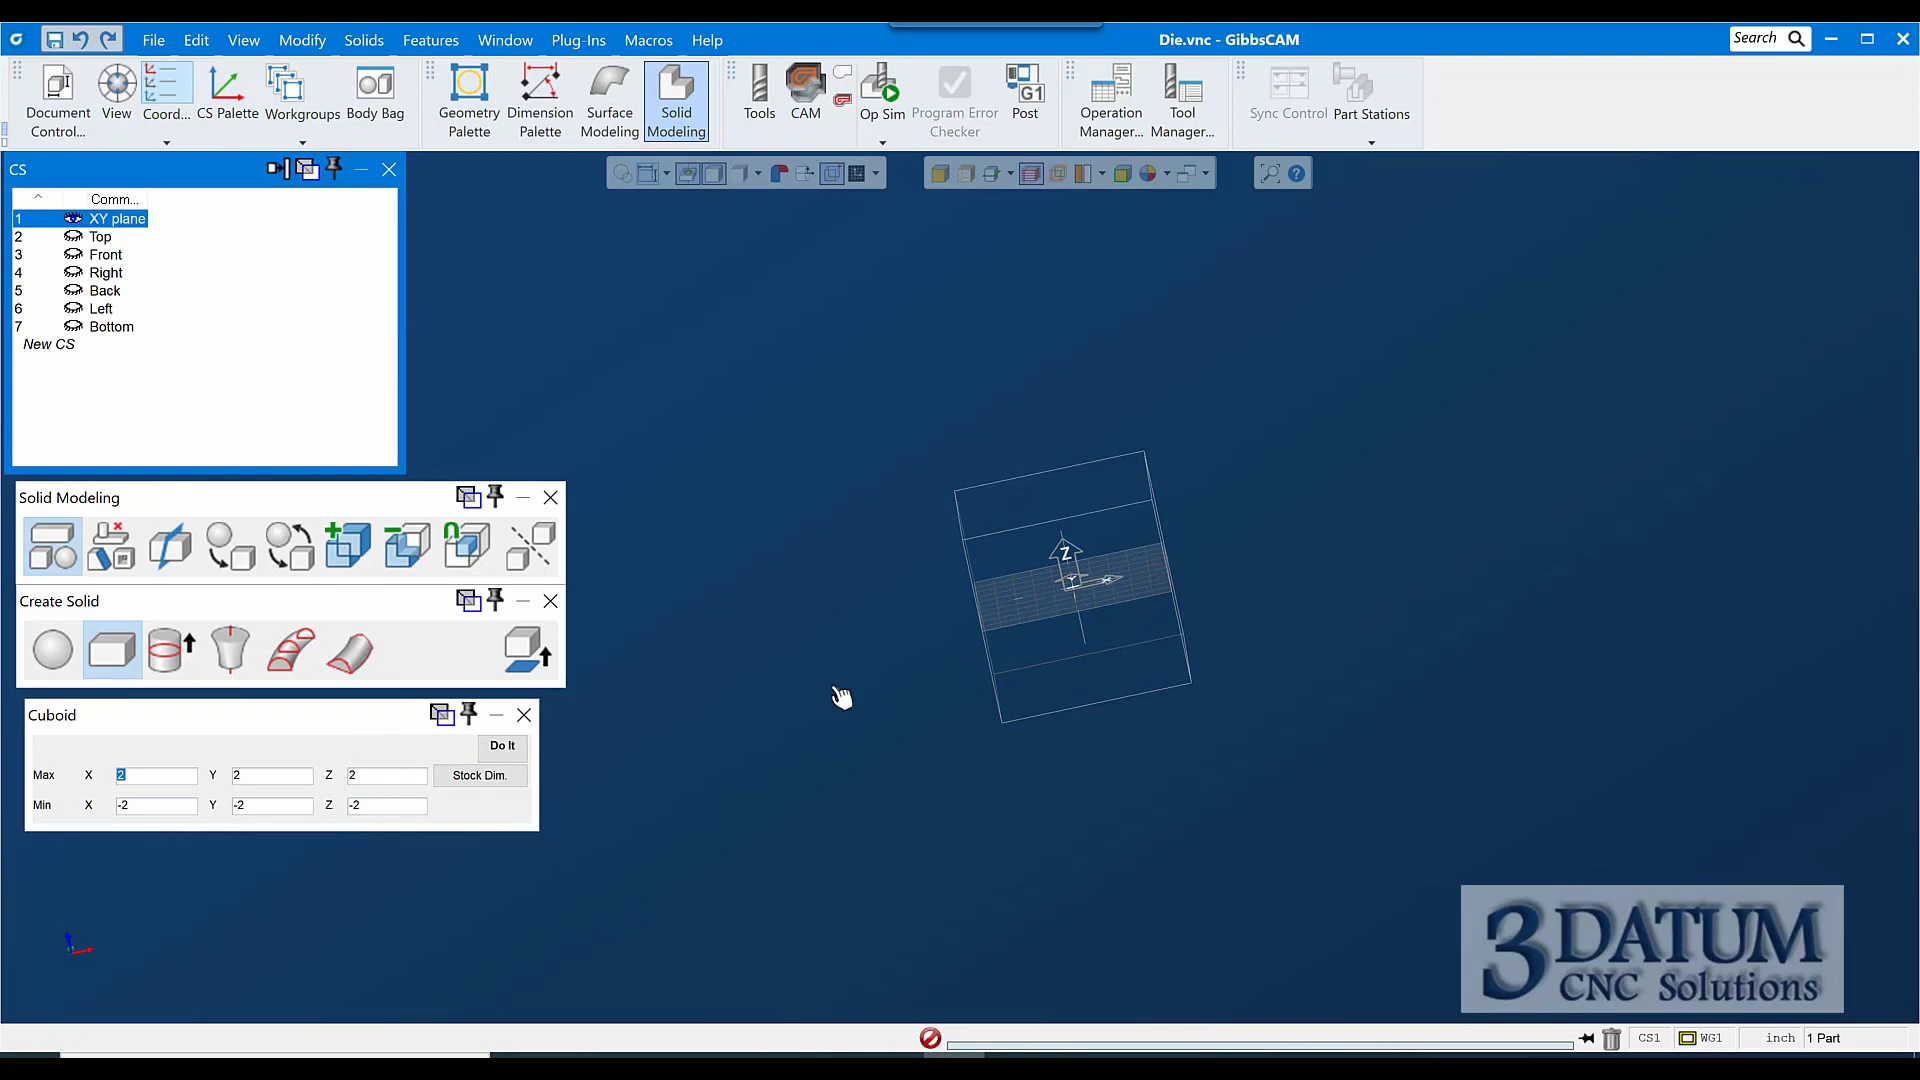 File Edit View Modify Solids Features Window Plug-Ins Macros Help
Die.vnc - GibbsCAM
Search
Document Control...
View
Coord...
CS Palette
Workgroups
Body Bag
Geometry Palette
Dimension Palette
Surface Modeling
Solid Modeling
Tools
CAM
Op Sim
Program Error Checker
G1
Post
Operation Manager...
Tool Manager...
Sync Control
Part Stations
CS
Comm...
1 XY plane
2 Top
3 Front
4 Right
5 Back
6 Left
7 Bottom
New CS
Solid Modeling
Create Solid
Cuboid
Do It
Max X 2 Y 2 Z 2 Stock Dim.
Min X -2 Y -2 Z -2
Z
Y
X
3DATUM
CNC Solutions
CS1 WG1 inch 1 Part